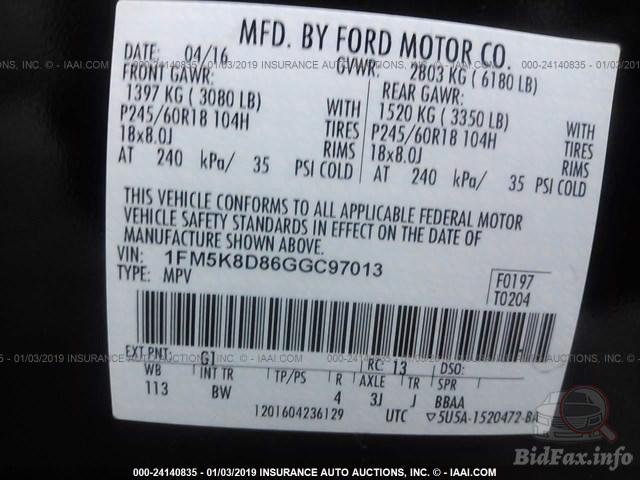 MFD. BY FORD MOTOR CO.
DATE: 04/16 GVWR: 2803 KG ( 6180 LB)
FRONT GAWR: REAR GAWR:
1397 KG ( 3080 LB) WITH 1520 KG ( 3350 LB) WITH
P245/60R18 104H TIRES P245/60R18 104H TIRES
18x8.0J RIMS 18x8.0J RIMS
AT 240 kPa/ 35 PSI COLD AT 240 kPa/ 35 PSI COLD
THIS VEHICLE CONFORMS TO ALL APPLICABLE FEDERAL MOTOR
VEHICLE SAFETY STANDARDS IN EFFECT ON THE DATE OF
MANUFACTURE SHOWN ABOVE.
VIN: 1FM5K8D86GGC97013
TYPE: MPV
F0197
T0204
EXT PNT: G1 RC: 13 DSO:
WB INT TR TP/PS R AXLE TR SPR
113 BW 4 3J J BBAA
1201604236129 UTC ▽5U5A-1520472-BA
000-24140835 - 01/03/2019 INSURANCE AUTO AUCTIONS, INC. - © IAAI.COM
BidFax.info